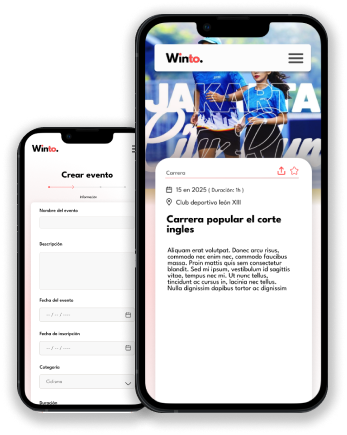 Winto.
JAKARTA
City Run
Carrera
15 en 2025 ( Duración: 1h )
Club deportivo león XIII
Carrera popular el corte
ingles
Aliquam erat volutpat. Donec arcu risus,
commodo nec enim nec, commodo faucibus
massa. Proin mattis quis sem consectetur
blandit. Sed mi ipsum, vestibulum id sagittis
vitae, tempus nec mi. Ut nunc tellus,
tincidunt ac cursus in, lacinia nec tellus.
Nulla dignissim dapibus tortor ac dignissim
Winto.
Crear evento
Información
Nombre del evento
Descripción
Fecha del evento
-- / -- / ----
Fecha de inscripción
-- / -- / ----
Categoría
Duración